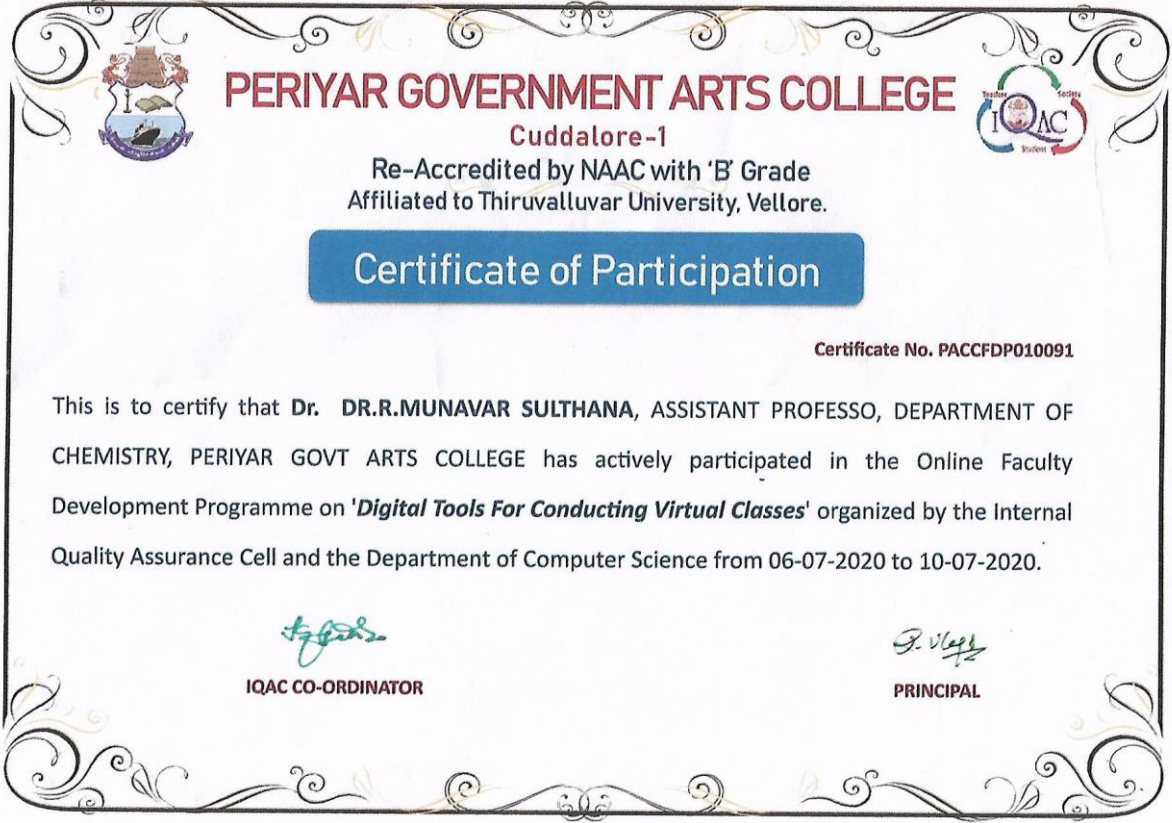 PERIYAR GOVERNMENT ARTS COLLEGE
Cuddalore-1
Re-Accredited by NAAC with 'B' Grade
Affiliated to Thiruvalluvar University, Vellore.
Teacher
Society
IQAC
Student
Certificate of Participation
Certificate No. PACCFDP010091
This is to certify that Dr. DR.R.MUNAVAR SULTHANA, ASSISTANT PROFESSO, DEPARTMENT OF
CHEMISTRY, PERIYAR GOVT ARTS COLLEGE has actively participated in the Online Faculty
Development Programme on 'Digital Tools For Conducting Virtual Classes' organized by the Internal
Quality Assurance Cell and the Department of Computer Science from 06-07-2020 to 10-07-2020.
IQAC CO-ORDINATOR
PRINCIPAL